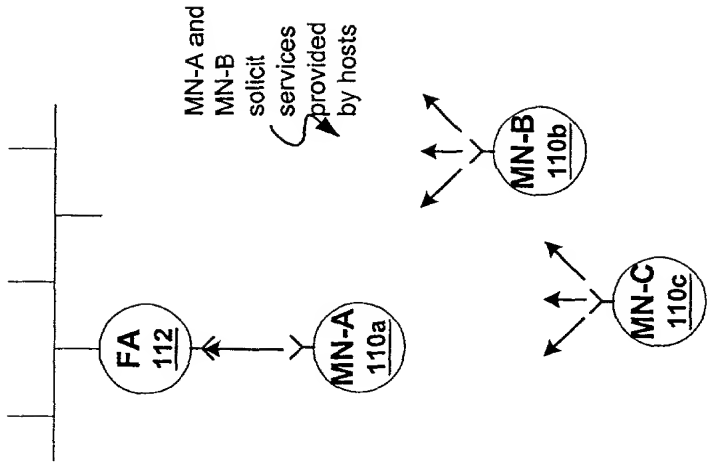 MN-A and
MN-B
solicit
services
provided
by hosts
FA
112
MN-A
110a
MN-B
110b
MN-C
110c